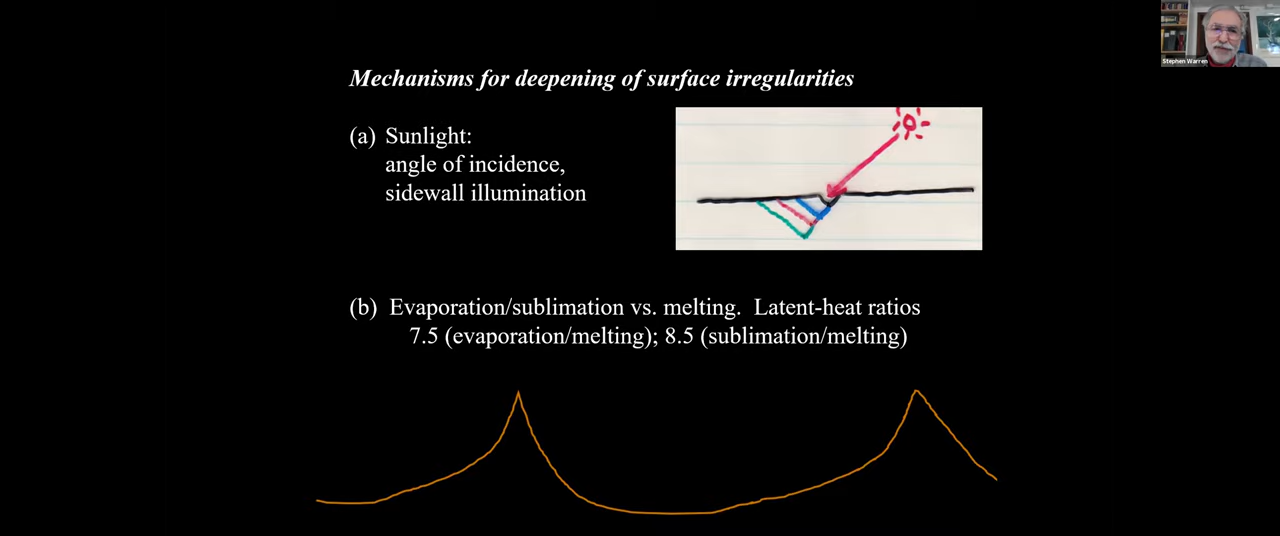 Stephen Warren
Mechanisms for deepening of surface irregularities
(a) Sunlight:
angle of incidence,
sidewall illumination
(b) Evaporation/sublimation vs. melting. Latent-heat ratios
7.5 (evaporation/melting); 8.5 (sublimation/melting)